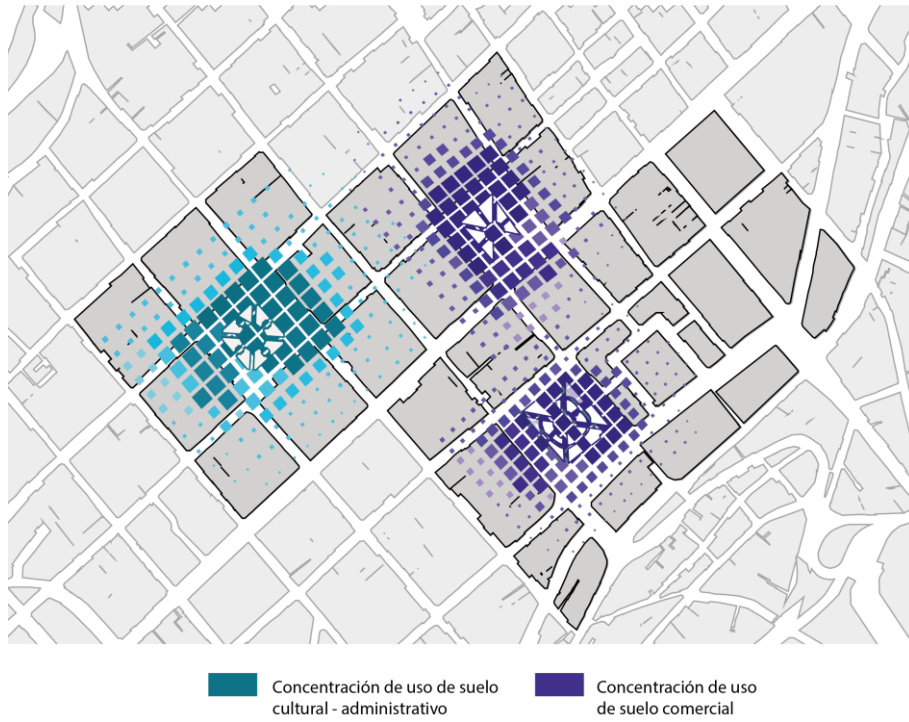 Concentración de uso de suelo
cultural - administrativo
Concentración de uso
de suelo comercial